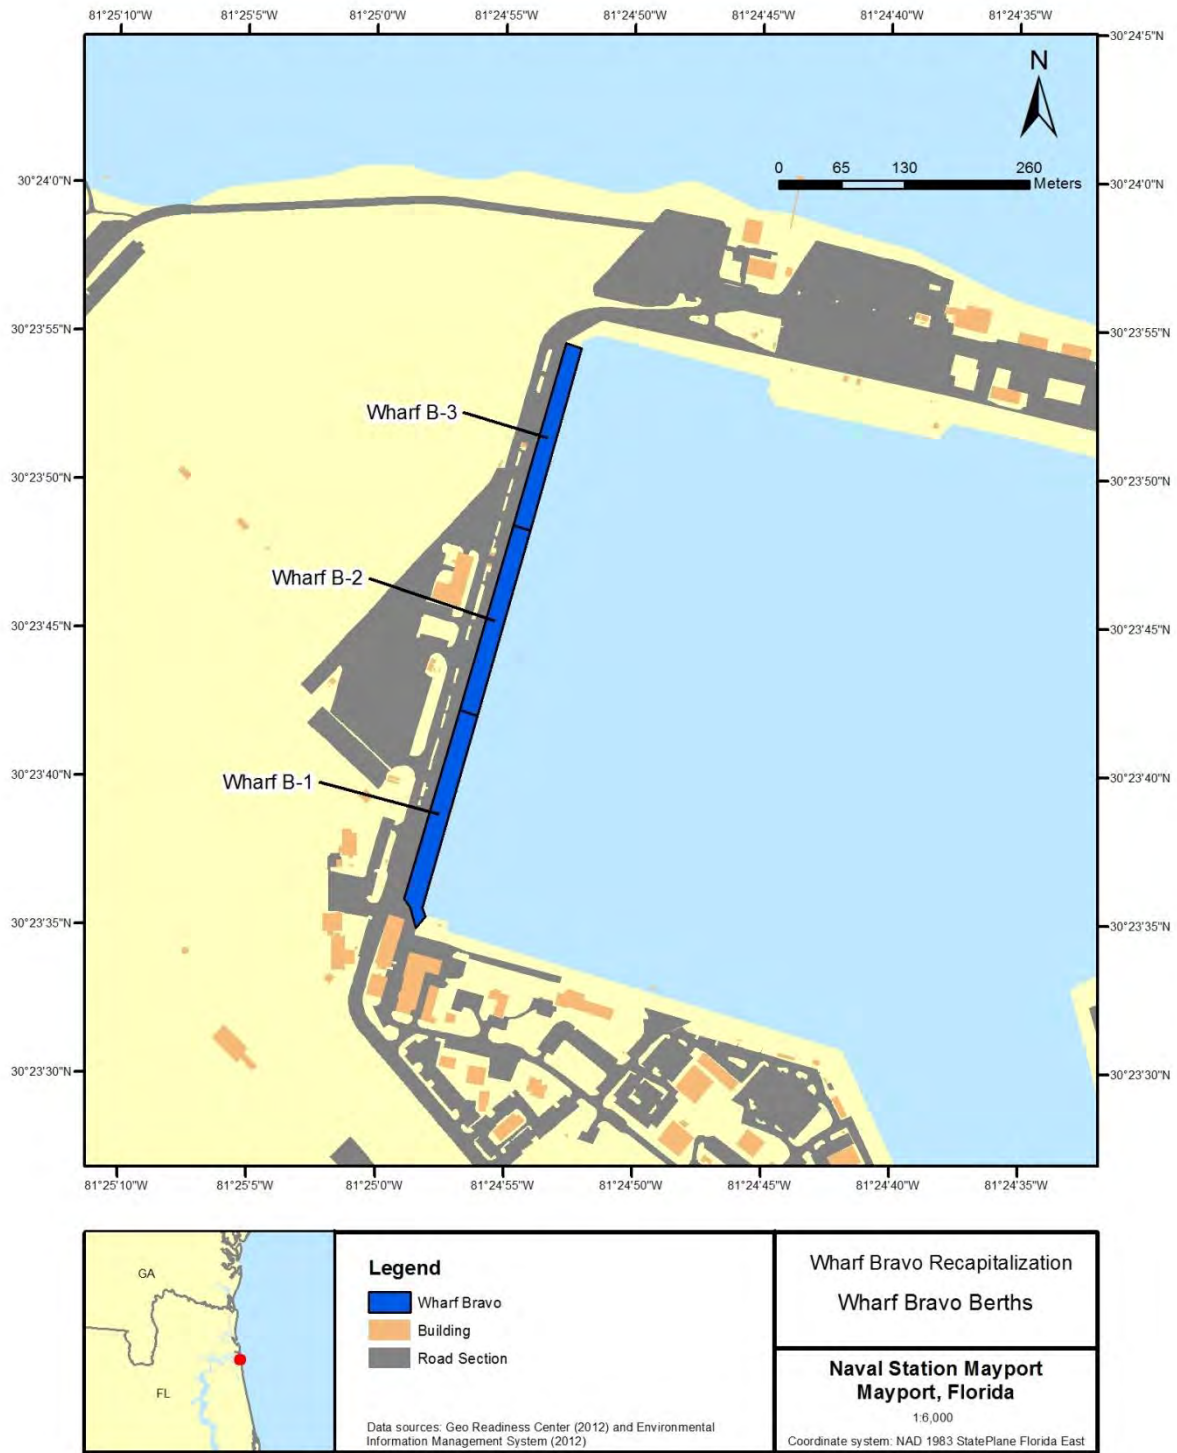 81°25'10"W 81°25'5"W 81°25'0"W 81°24'55"W 81°24'50"W 81°24'45"W 81°24'40"W 81°24'35"W
30°24'5"N
N
0 65 130 260
Meters
30°24'0"N 30°24'0"N
30°23'55"N 30°23'55"N
Wharf B-3
30°23'50"N 30°23'50"N
Wharf B-2
30°23'45"N 30°23'45"N
Wharf B-1
30°23'40"N 30°23'40"N
30°23'35"N 30°23'35"N
30°23'30"N 30°23'30"N
81°25'10"W 81°25'5"W 81°25'0"W 81°24'55"W 81°24'50"W 81°24'45"W 81°24'40"W 81°24'35"W
GA
FL
Legend
Wharf Bravo
Building
Road Section
Data sources: Geo Readiness Center (2012) and Environmental
Information Management System (2012)
Wharf Bravo Recapitalization
Wharf Bravo Berths
Naval Station Mayport
Mayport, Florida
1:6,000
Coordinate system: NAD 1983 StatePlane Florida East